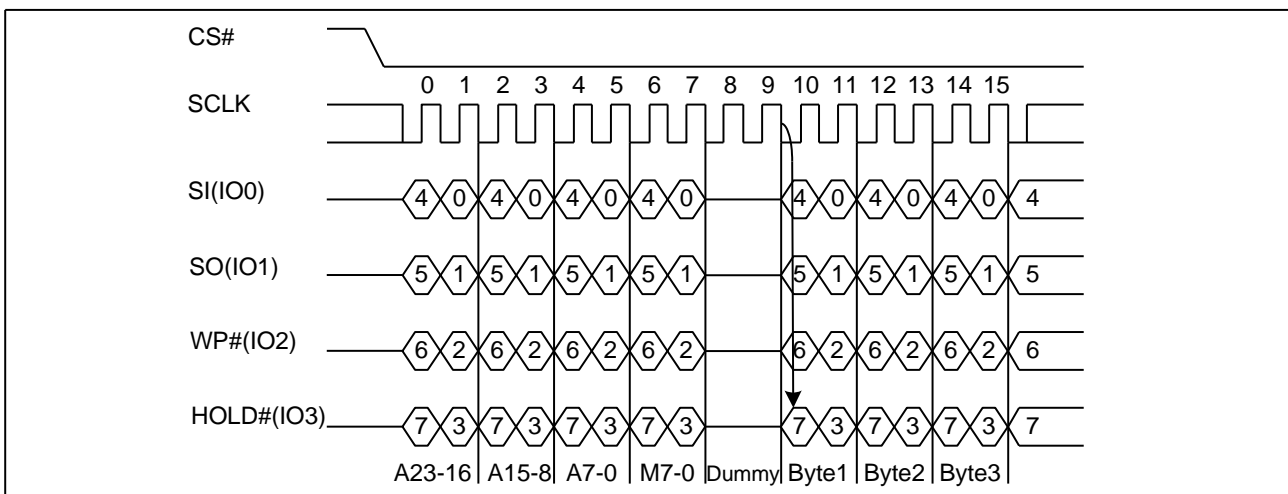 CS#
0 1 2 3 4 5 6 7 8 9 10 11 12 13 14 15
SCLK
SI(IO0) 4 0 4 0 4 0 4 0 4 0 4 0 4 0 4
SO(IO1) 5 1 5 1 5 1 5 1 5 1 5 1 5 1 5
WP#(IO2) 6 2 6 2 6 2 6 2 6 2 6 2 6 2 6
HOLD#(IO3) 7 3 7 3 7 3 7 3 7 3 7 3 7 3 7
A23-16 A15-8 A7-0 M7-0 Dummy Byte1 Byte2 Byte3